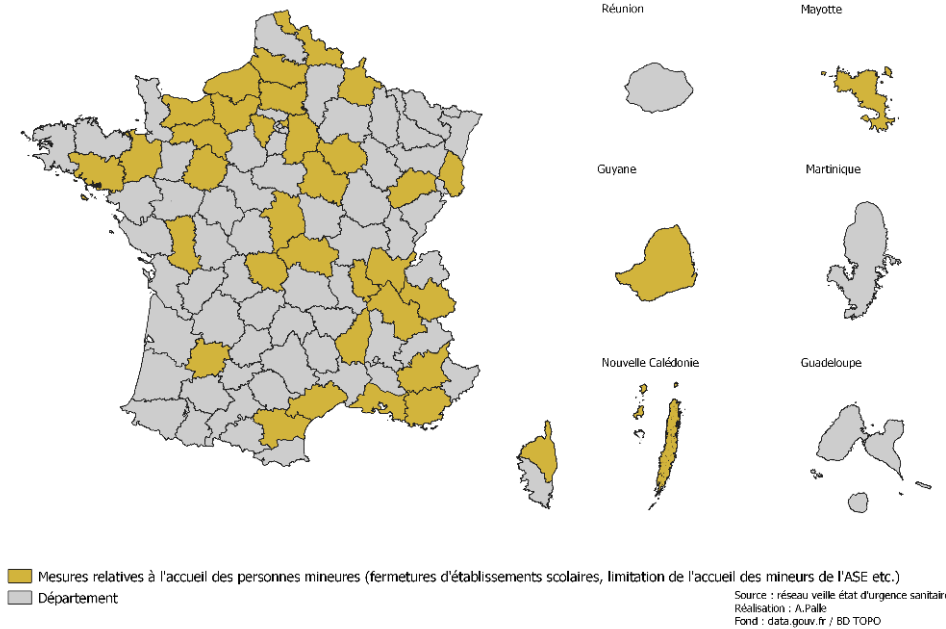 Réunion
Mayotte
Guyane
Martinique
Nouvelle Calédonie
Guadeloupe
Mesures relatives à l'accueil des personnes mineures (fermetures d'établissements scolaires, limitation de l'accueil des mineurs de l'ASE etc.)
Département
Source : réseau veille état d'urgence sanitaire
Réalisation : A.Palle
Fond : data.gouv.fr / BD TOPO